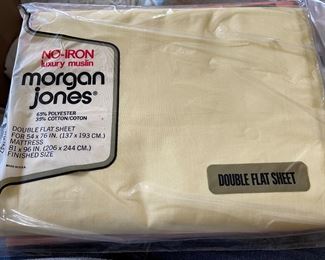 NO-IRON
luxury muslin
morgan
jones®
63% POLYESTER
35% COTTON/COTON
DOUBLE FLAT SHEET
FOR 54 x 76 IN. (137 x 193 CM.)
MATTRESS
81 x 96 IN. (206 x 244 CM.)
FINISHED SIZE
DOUBLE FLAT SHEET